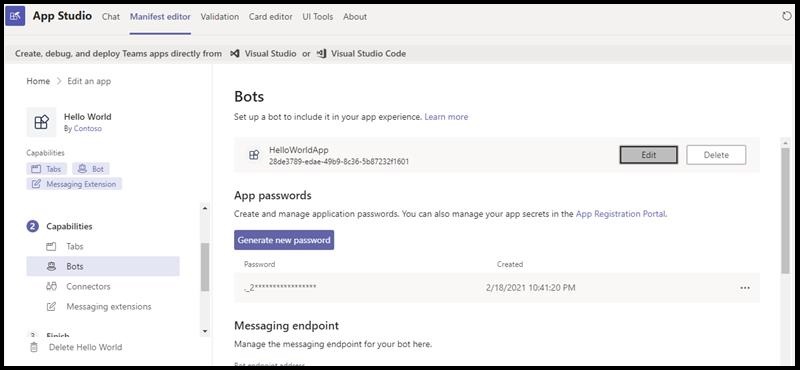 App Studio Chat Manifest editor Validation Card editor UI Tools About
Create, debug, and deploy Teams apps directly from Visual Studio or Visual Studio Code
Home > Edit an app
Hello World
By Contoso
Capabilities
Tabs Bot
Messaging Extension
2 Capabilities
Tabs
Bots
Connectors
Messaging extensions
3 Finish
Delete Hello World
Bots
Set up a bot to include it in your app experience. Learn more
HelloWorldApp
28de3789-edae-49b9-8c36-5b87232f1601
Edit Delete
App passwords
Create and manage application passwords. You can also manage your app secrets in the App Registration Portal.
Generate new password
Password Created
._2**************** 2/18/2021 10:41:20 PM ...
Messaging endpoint
Manage the messaging endpoint for your bot here.
Bot endpoint address